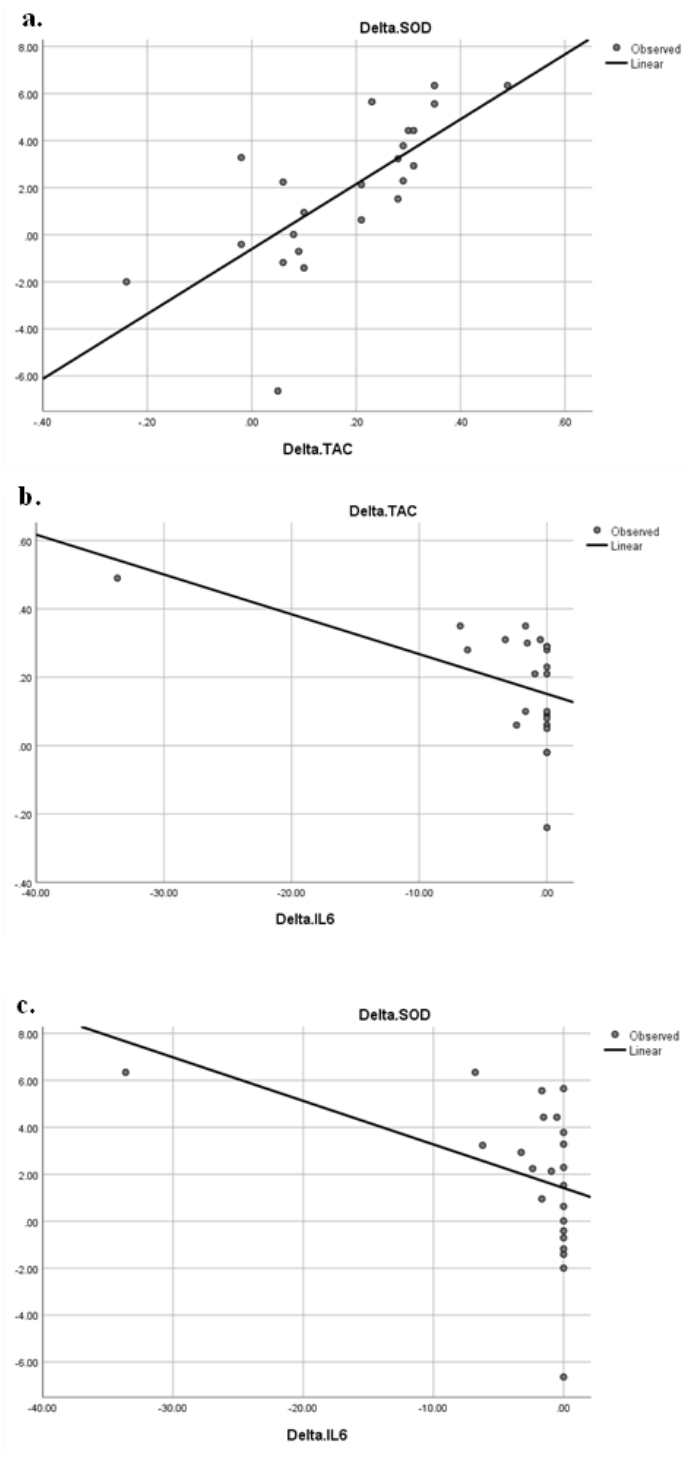 a.
Delta.SOD
Observed
Linear
8.00
6.00
4.00
2.00
.00
-2.00
-4.00
-6.00
-.40 -.20 .00 .20 .40 .60
Delta.TAC
b.
Delta.TAC
Observed
Linear
.60
.40
.20
.00
-.20
-.40
-40.00 -30.00 -20.00 -10.00 .00
Delta.IL6
c.
Delta.SOD
Observed
Linear
8.00
6.00
4.00
2.00
.00
-2.00
-4.00
-6.00
-40.00 -30.00 -20.00 -10.00 .00
Delta.IL6